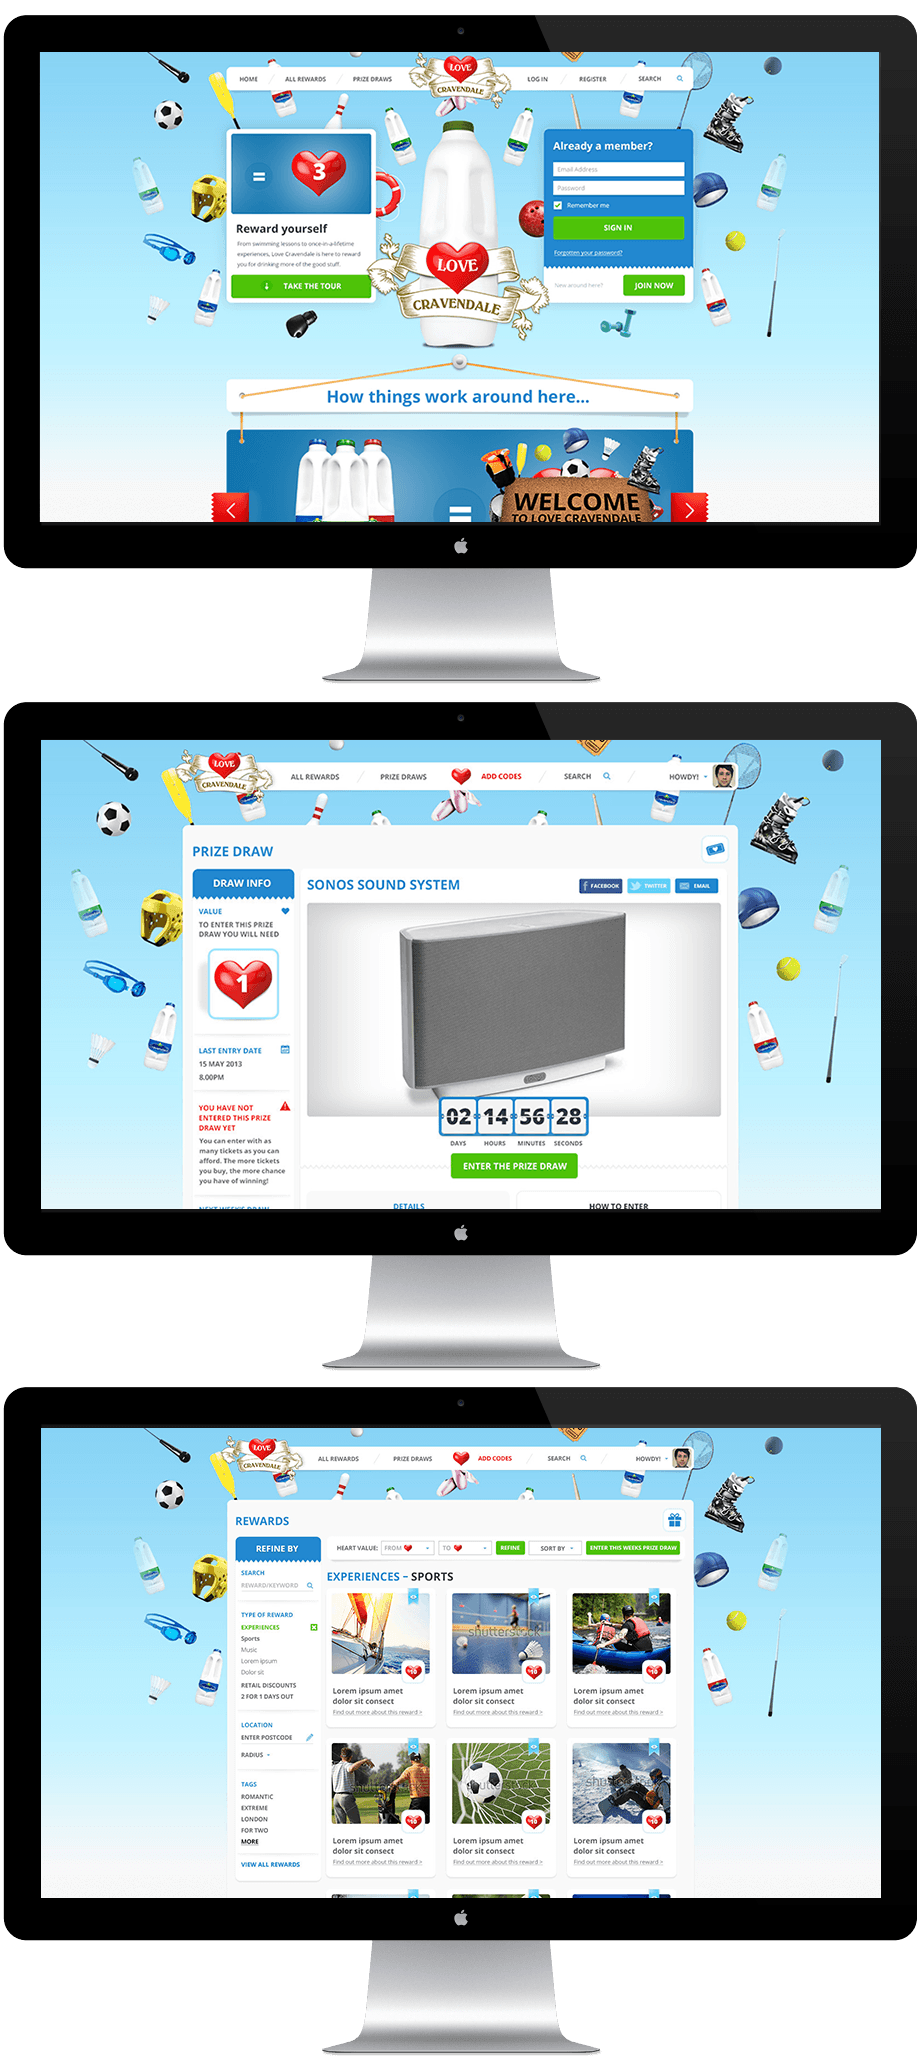 HOME
ALL REWARDS
PRIZE DRAWS
LOVE
CRAVENDALE
LOG IN
REGISTER
SEARCH
=
3
Reward yourself
From swimming lessons to once-in-a-lifetime
experiences, Love Cravendale is here to reward
you for drinking more of the good stuff.
TAKE THE TOUR
LOVE
CRAVENDALE
Already a member?
Email Address
Password
Remember me
SIGN IN
Forgotten your password?
New around here?
JOIN NOW
How things work around here...
=
WELCOME
TO LOVE CRAVENDALE
LOVE
CRAVENDALE
ALL REWARDS
PRIZE DRAWS
ADD CODES
SEARCH
HOWDY!
PRIZE DRAW
DRAW INFO
VALUE
TO ENTER THIS PRIZE
DRAW YOU WILL NEED
1
LAST ENTRY DATE
15 MAY 2013
8.00PM
YOU HAVE NOT
ENTERED THIS PRIZE
DRAW YET
You can enter with as
many tickets as you can
afford. The more tickets
you buy, the more chance
you have of winning!
NEXT WEEK'S DRAW
SONOS SOUND SYSTEM
FACEBOOK
TWITTER
EMAIL
02 14 56 28
DAYS HOURS MINUTES SECONDS
ENTER THE PRIZE DRAW
DETAILS
HOW TO ENTER
LOVE
CRAVENDALE
ALL REWARDS
PRIZE DRAWS
ADD CODES
SEARCH
HOWDY!
REWARDS
REFINE BY
SEARCH
REWARD/KEYWORD
TYPE OF REWARD
EXPERIENCES
Sports
Music
Lorem ipsum
Dolor sit
RETAIL DISCOUNTS
2 FOR 1 DAYS OUT
LOCATION
ENTER POSTCODE
RADIUS
TAGS
ROMANTIC
EXTREME
LONDON
FOR TWO
MORE
VIEW ALL REWARDS
HEART VALUE:
FROM
TO
REFINE
SORT BY
ENTER THIS WEEKS PRIZE DRAW
EXPERIENCES – SPORTS
10
Lorem ipsum amet
dolor sit consect
Find out more about this reward >
shutterstock
10
Lorem ipsum amet
dolor sit consect
Find out more about this reward >
10
Lorem ipsum amet
dolor sit consect
Find out more about this reward >
shutterstock
10
Lorem ipsum amet
dolor sit consect
Find out more about this reward >
shutterstock
10
Lorem ipsum amet
dolor sit consect
Find out more about this reward >
shutterstock
10
Lorem ipsum amet
dolor sit consect
Find out more about this reward >